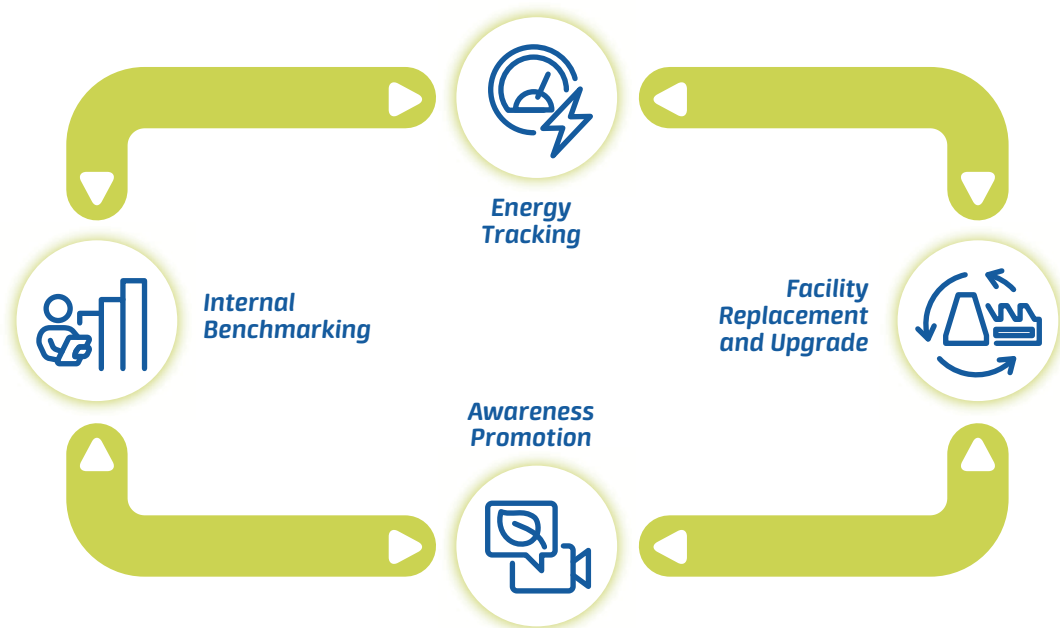 Energy
Tracking
Internal
Benchmarking
Facility
Replacement
and Upgrade
Awareness
Promotion